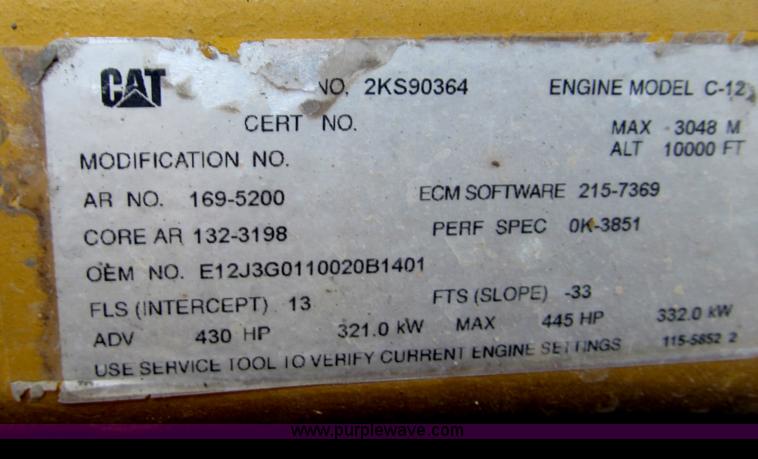 CAT NO. 2KS90364 ENGINE MODEL C-12
CERT NO. MAX 3048 M
MODIFICATION NO. ALT 10000 FT
AR NO. 169-5200 ECM SOFTWARE 215-7369
CORE AR 132-3198 PERF SPEC 0K-3851
OEM NO. E12J3G0110020B1401
FLS (INTERCEPT) 13 FTS (SLOPE) -33
ADV 430 HP 321.0 kW MAX 445 HP 332.0 kW
USE SERVICE TOOL TO VERIFY CURRENT ENGINE SETTINGS 115-5852 2
www.purplewave.com